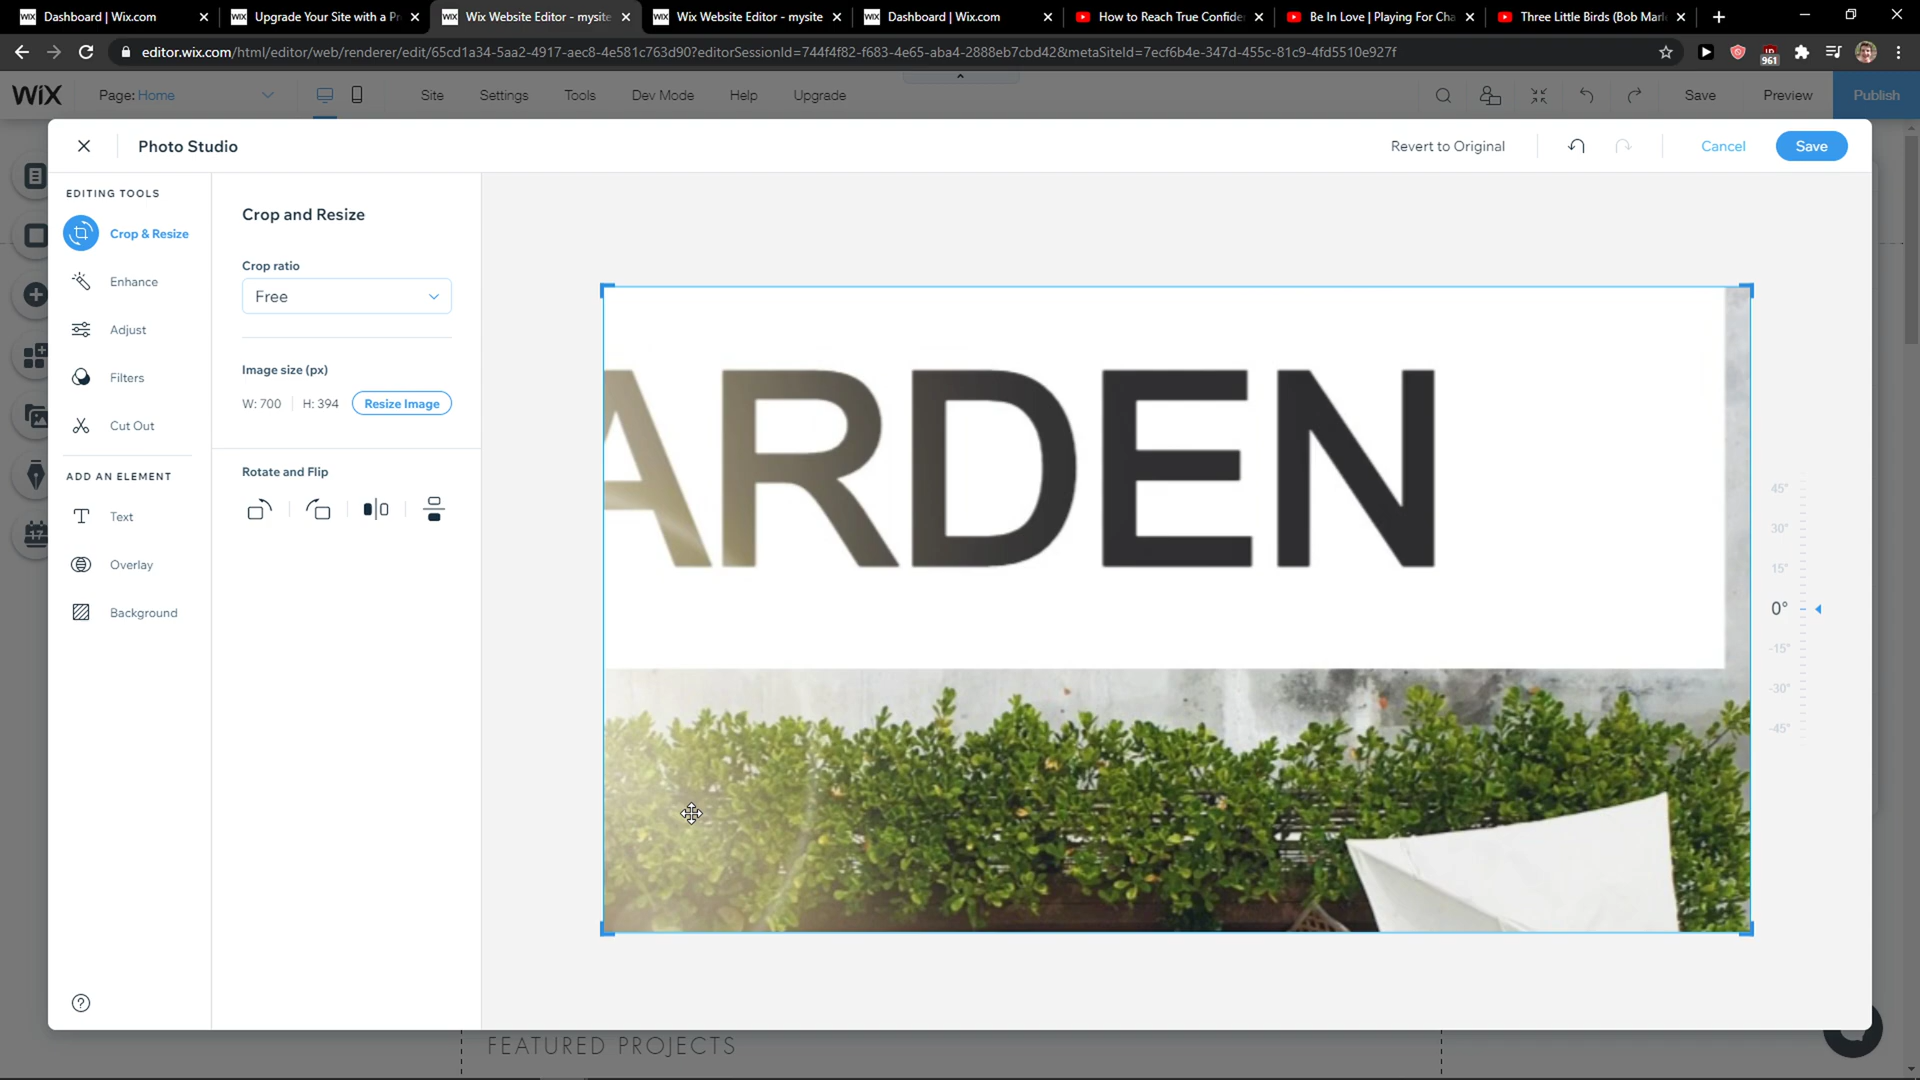 Dashboard | Wix.com
Upgrade Your Site with a Pr
Wix Website Editor - mysite
Wix Website Editor - mysite
Dashboard | Wix.com
How to Reach True Confide
Be In Love | Playing For Cha
Three Little Birds (Bob Marl
editor.wix.com/html/editor/web/renderer/edit/65cd1a34-5aa2-4917-aec8-4e581c763d90?editorSessionId=744f4f82-f683-4e65-aba4-2888eb7cbd42&metaSiteId=7ecf6b4e-347d-455c-81c9-4fd5510e927f
961
WiX
Page: Home
Site
Settings
Tools
Dev Mode
Help
Upgrade
Save
Preview
Publish
Photo Studio
Revert to Original
Cancel
Save
EDITING TOOLS
Crop & Resize
Enhance
Adjust
Filters
Cut Out
ADD AN ELEMENT
Text
Overlay
Background
Crop and Resize
Crop ratio
Free
Image size (px)
W: 700
H: 394
Resize Image
Rotate and Flip
ARDEN
45°
30°
15°
0°
-15°
-30°
-45°
17
FEATURED PROJECTS